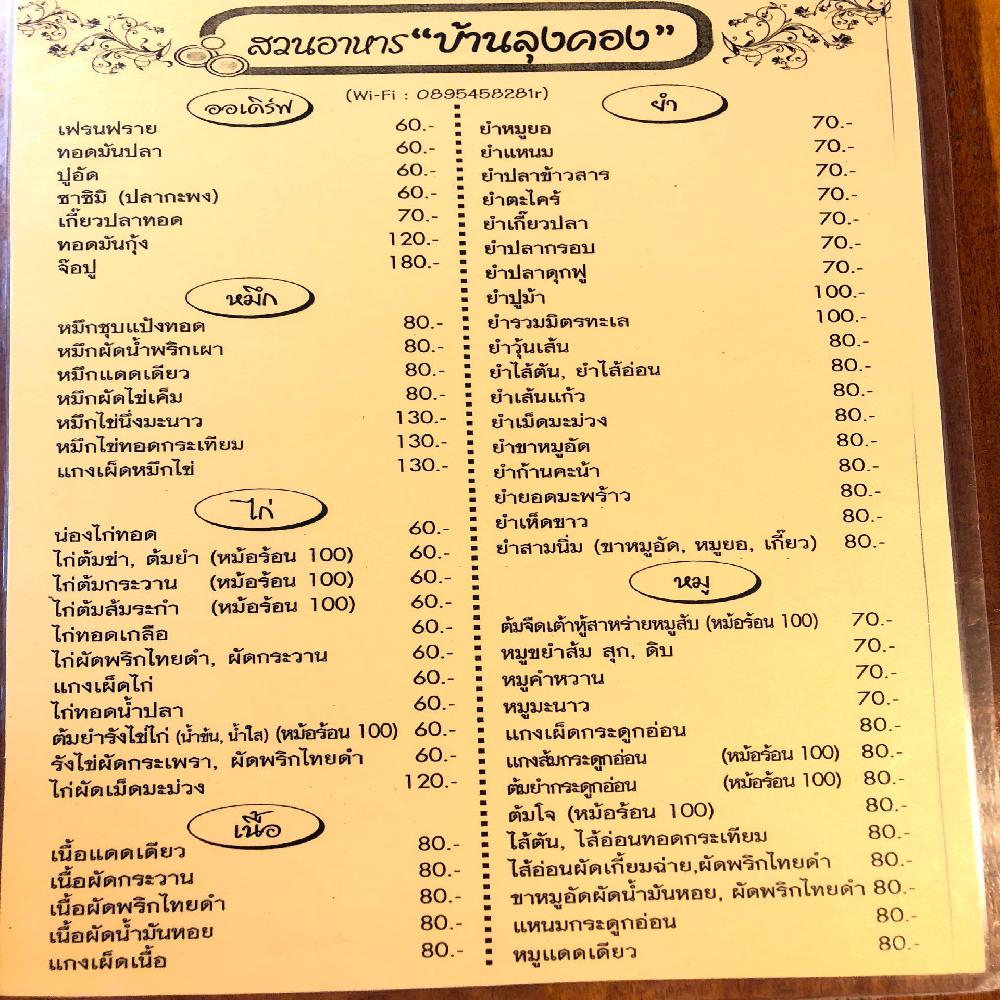 สวนอาหาร “บ้านลุงคอง”
(Wi-Fi : 0895458281r)
ออเดิร์ฟ
เฟรนฟราย 60.-
ทอดมันปลา 60.-
ปูอัด 60.-
ซาซิมิ (ปลากะพง) 60.-
เกี๊ยวปลาทอด 70.-
ทอดมันกุ้ง 120.-
จ๊อปู 180.-
หมึก
หมึกชุบแป้งทอด 80.-
หมึกผัดน้ำพริกเผา 80.-
หมึกแดดเดียว 80.-
หมึกผัดไข่เค็ม 80.-
หมึกไข่นึ่งมะนาว 130.-
หมึกไข่ทอดกระเทียม 130.-
แกงเผ็ดหมึกไข่ 130.-
ไก่
น่องไก่ทอด 60.-
ไก่ต้มข่า, ต้มยำ (หม้อร้อน 100) 60.-
ไก่ต้มกระวาน (หม้อร้อน 100) 60.-
ไก่ต้มส้มระกำ (หม้อร้อน 100) 60.-
ไก่ทอดเกลือ 60.-
ไก่ผัดพริกไทยดำ, ผัดกระวาน 60.-
แกงเผ็ดไก่ 60.-
ไก่ทอดน้ำปลา 60.-
ต้มยำรังไข่ไก่ (น้ำข้น, น้ำใส) (หม้อร้อน 100) 60.-
รังไข่ผัดกระเพรา, ผัดพริกไทยดำ 60.-
ไก่ผัดเม็ดมะม่วง 120.-
เนื้อ
เนื้อแดดเดียว 80.-
เนื้อผัดกระวาน 80.-
เนื้อผัดพริกไทยดำ 80.-
เนื้อผัดน้ำมันหอย 80.-
แกงเผ็ดเนื้อ 80.-
ยำ
ยำหมูยอ 70.-
ยำแหนม 70.-
ยำปลาข้าวสาร 70.-
ยำตะไคร้ 70.-
ยำเกี๊ยวปลา 70.-
ยำปลากรอบ 70.-
ยำปลาดุกฟู 70.-
ยำปูม้า 100.-
ยำรวมมิตรทะเล 100.-
ยำวุ้นเส้น 80.-
ยำไส้ตัน, ยำไส้อ่อน 80.-
ยำเส้นแก้ว 80.-
ยำเม็ดมะม่วง 80.-
ยำขาหมูอัด 80.-
ยำก้านคะน้า 80.-
ยำยอดมะพร้าว 80.-
ยำเห็ดขาว 80.-
ยำสามนิ่ม (ขาหมูอัด, หมูยอ, เกี๊ยว) 80.-
หมู
ต้มจืดเต้าหู้สาหร่ายหมูสับ (หม้อร้อน 100) 70.-
หมูขยำส้ม สุก, ดิบ 70.-
หมูคำหวาน 70.-
หมูมะนาว 70.-
แกงเผ็ดกระดูกอ่อน 80.-
แกงส้มกระดูกอ่อน (หม้อร้อน 100) 80.-
ต้มยำกระดูกอ่อน (หม้อร้อน 100) 80.-
ต้มโจ (หม้อร้อน 100) 80.-
ไส้ตัน, ไส้อ่อนทอดกระเทียม 80.-
ไส้อ่อนผัดเกี้ยมฉ่าย,ผัดพริกไทยดำ 80.-
ขาหมูอัดผัดน้ำมันหอย, ผัดพริกไทยดำ 80.-
แหนมกระดูกอ่อน 80.-
หมูแดดเดียว 80.-